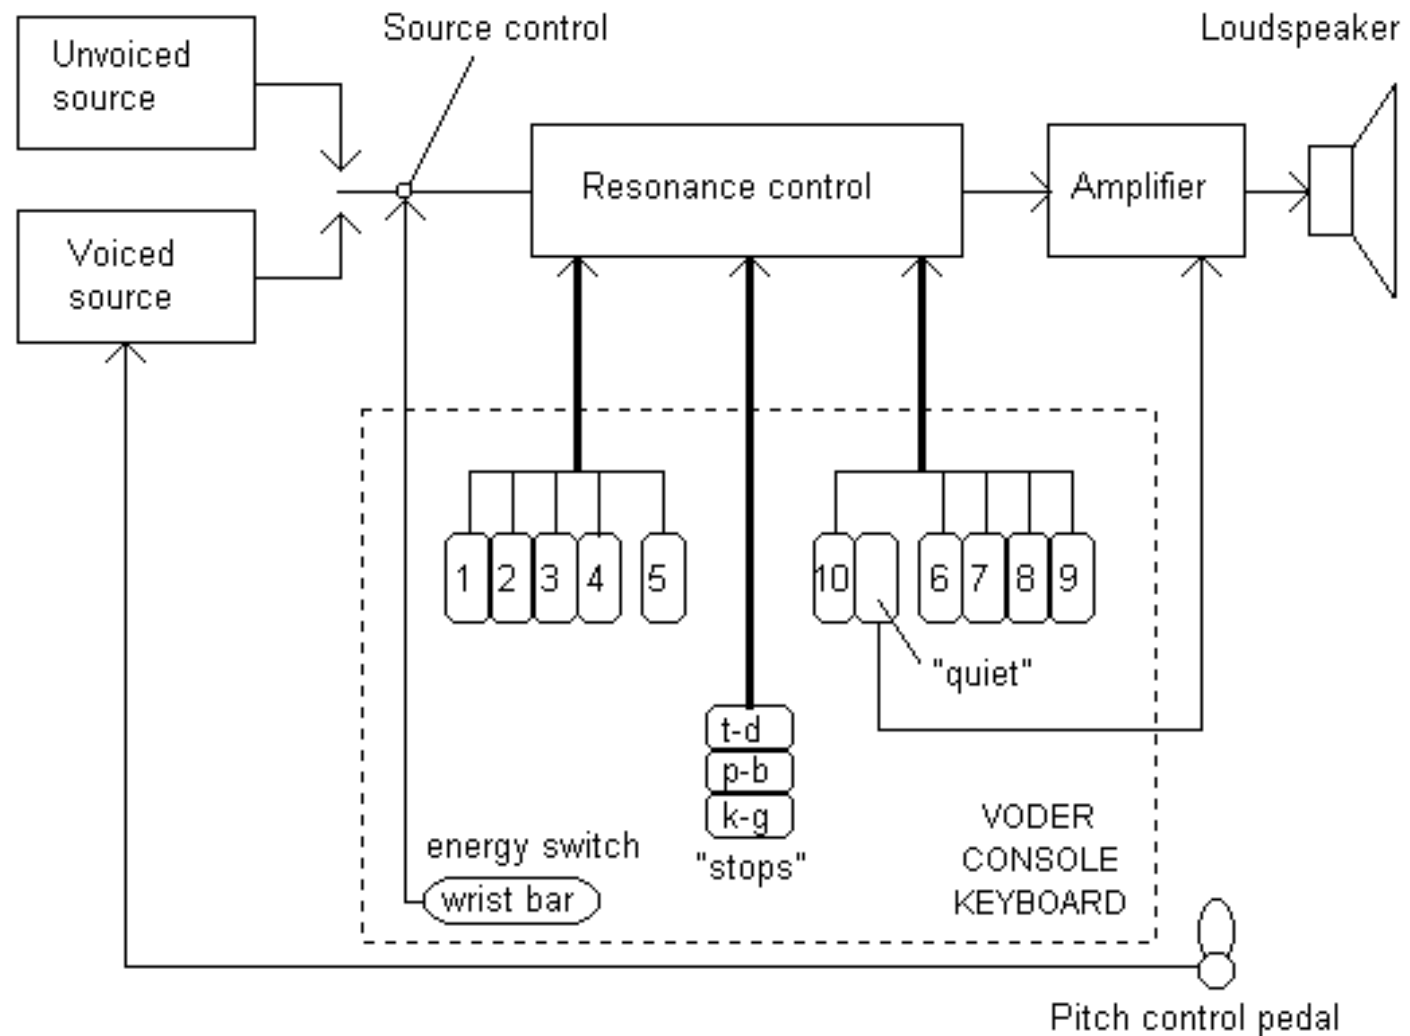 Source control
Loudspeaker
Unvoiced
source
Resonance control
Amplifier
Voiced
source
1 2 3 4 5
10 6 7 8 9
"quiet"
t-d
p-b
k-g
"stops"
energy switch
wrist bar
VODER
CONSOLE
KEYBOARD
Pitch control pedal